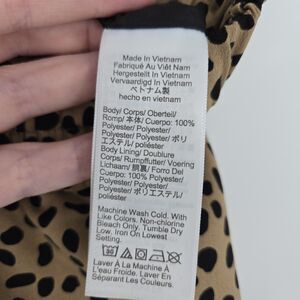 Made In Vietnam
Fabriqué Au Viêt Nam
Hergestellt In Vietnam
Vervaardigd In Vietnam
ベトナム製
hecho en vietnam
Body/ Corps/ Oberteil/
Romp/ 本体/ Cuerpo: 100%
Polyester/ Polyester/
Polyester/ Polyester/ ポリ
エステル/ poliéster
Body Lining/ Doublure
Corps/ Rumpffutter/ Voering
Lichaam/ 胴裏/ Forro Del
Cuerpo: 100% Polyester/
Polyester/ Polyester/
Polyester/ ポリエステル/
poliéster
Machine Wash Cold. With
Like Colors. Non-chlorine
Bleach Only. Tumble Dry
Low. Iron On Lowest
Setting.
Laver À La Machine À
L'eau Froide. Laver Avec